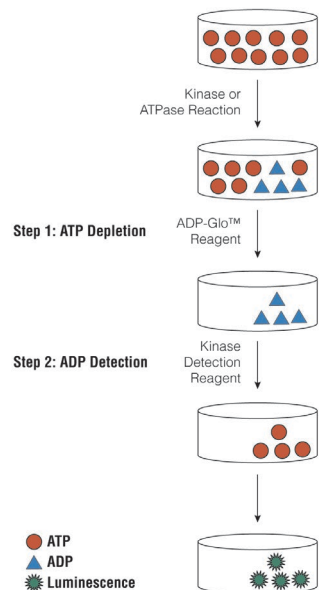 Kinase or
ATPase Reaction
Step 1: ATP Depletion
ADP-Glo™
Reagent
Step 2: ADP Detection
Kinase
Detection
Reagent
ATP
ADP
Luminescence